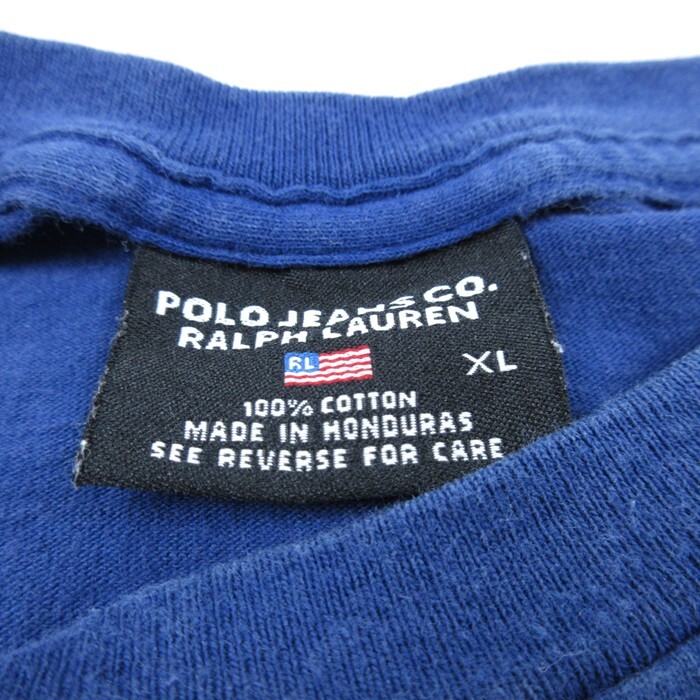 POLO JEANS CO.
RALPH LAUREN
RL
XL
100% COTTON
MADE IN HONDURAS
SEE REVERSE FOR CARE